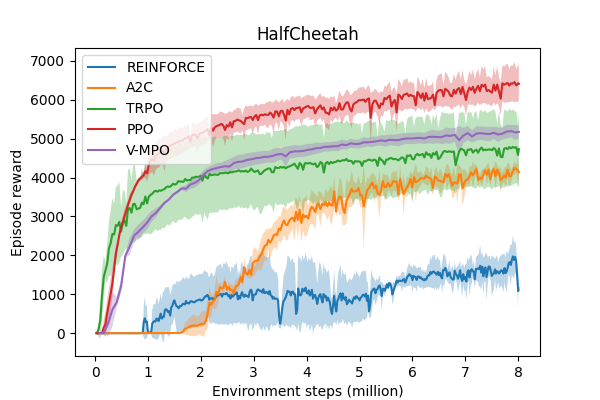 HalfCheetah
REINFORCE
A2C
TRPO
PPO
V-MPO
Episode reward
7000
6000
5000
4000
3000
2000
1000
0
0 1 2 3 4 5 6 7 8
Environment steps (million)